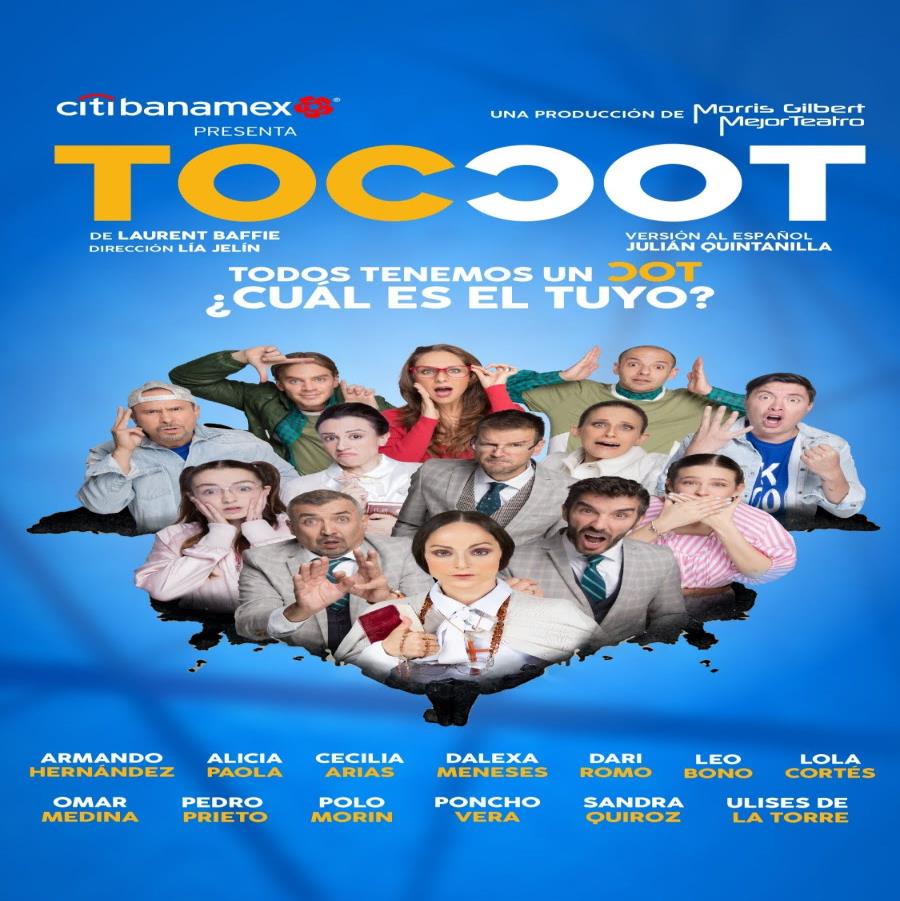 citibanamex®
PRESENTA
UNA PRODUCCIÓN DE Morris Gilbert
MejorTeatro
TOCCOT
DE LAURENT BAFFIE
DIRECCIÓN LÍA JELÍN
VERSIÓN AL ESPAÑOL
JULIÁN QUINTANILLA
TODOS TENEMOS UN COT
¿CUÁL ES EL TUYO?
ARMANDO
HERNÁNDEZ
ALICIA
PAOLA
CECILIA
ARIAS
DALEXA
MENESES
DARI
ROMO
LEO
BONO
LOLA
CORTÉS
OMAR
MEDINA
PEDRO
PRIETO
POLO
MORIN
PONCHO
VERA
SANDRA
QUIROZ
ULISES DE
LA TORRE